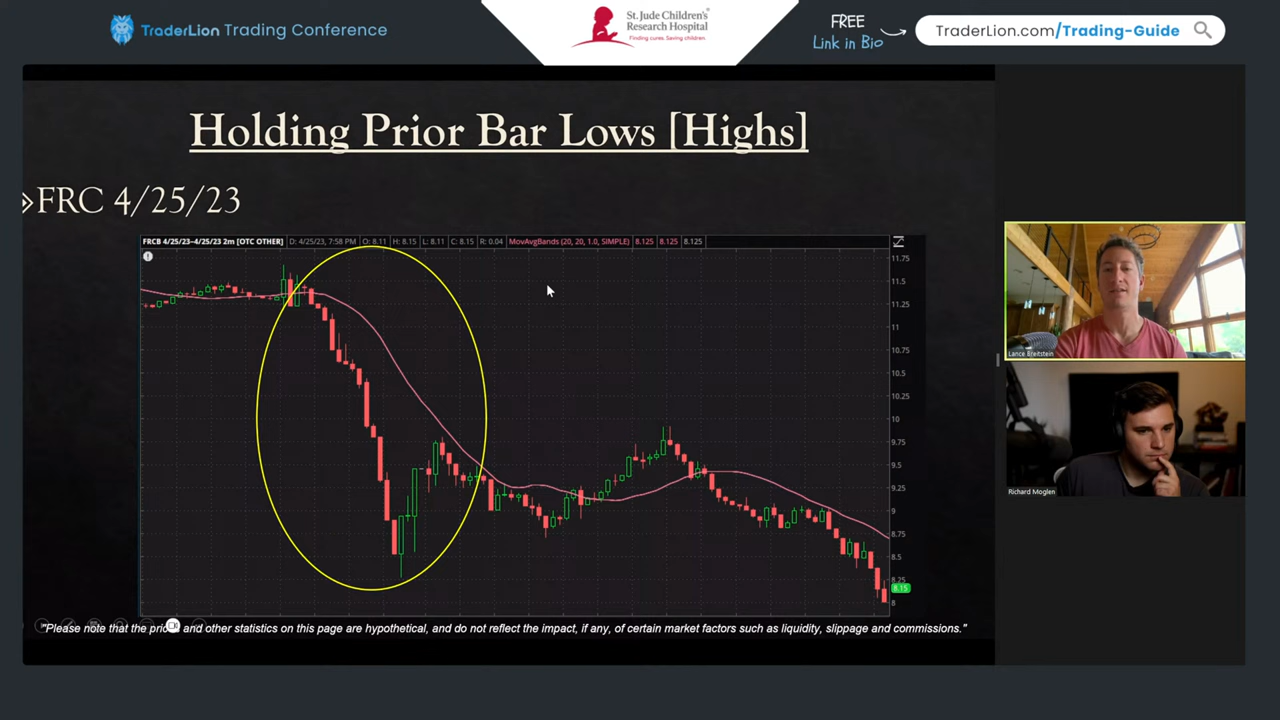 TraderLion Trading Conference
St. Jude Children's
Research Hospital
Finding cures. Saving children.
FREE
Link in Bio
TraderLion.com/Trading-Guide
Holding Prior Bar Lows [Highs]
FRC 4/25/23
FRCB 4/25/23-4/25/23 2m [OTC OTHER] D: 4/25/23, 7:58 PM O: 8.11 H: 8.15 L: 8.11 C: 8.15 R: 0.04 MovAvgBands (20, 20, 1.0, SIMPLE) 8.125 8.125 8.125
11.75
11.5
11.25
11
10.75
10.5
10.25
10
9.75
9.5
9.25
9
8.75
8.5
8.25
8.15
8
Lance Breitstein
Richard Moglen
"Please note that the prices and other statistics on this page are hypothetical, and do not reflect the impact, if any, of certain market factors such as liquidity, slippage and commissions."